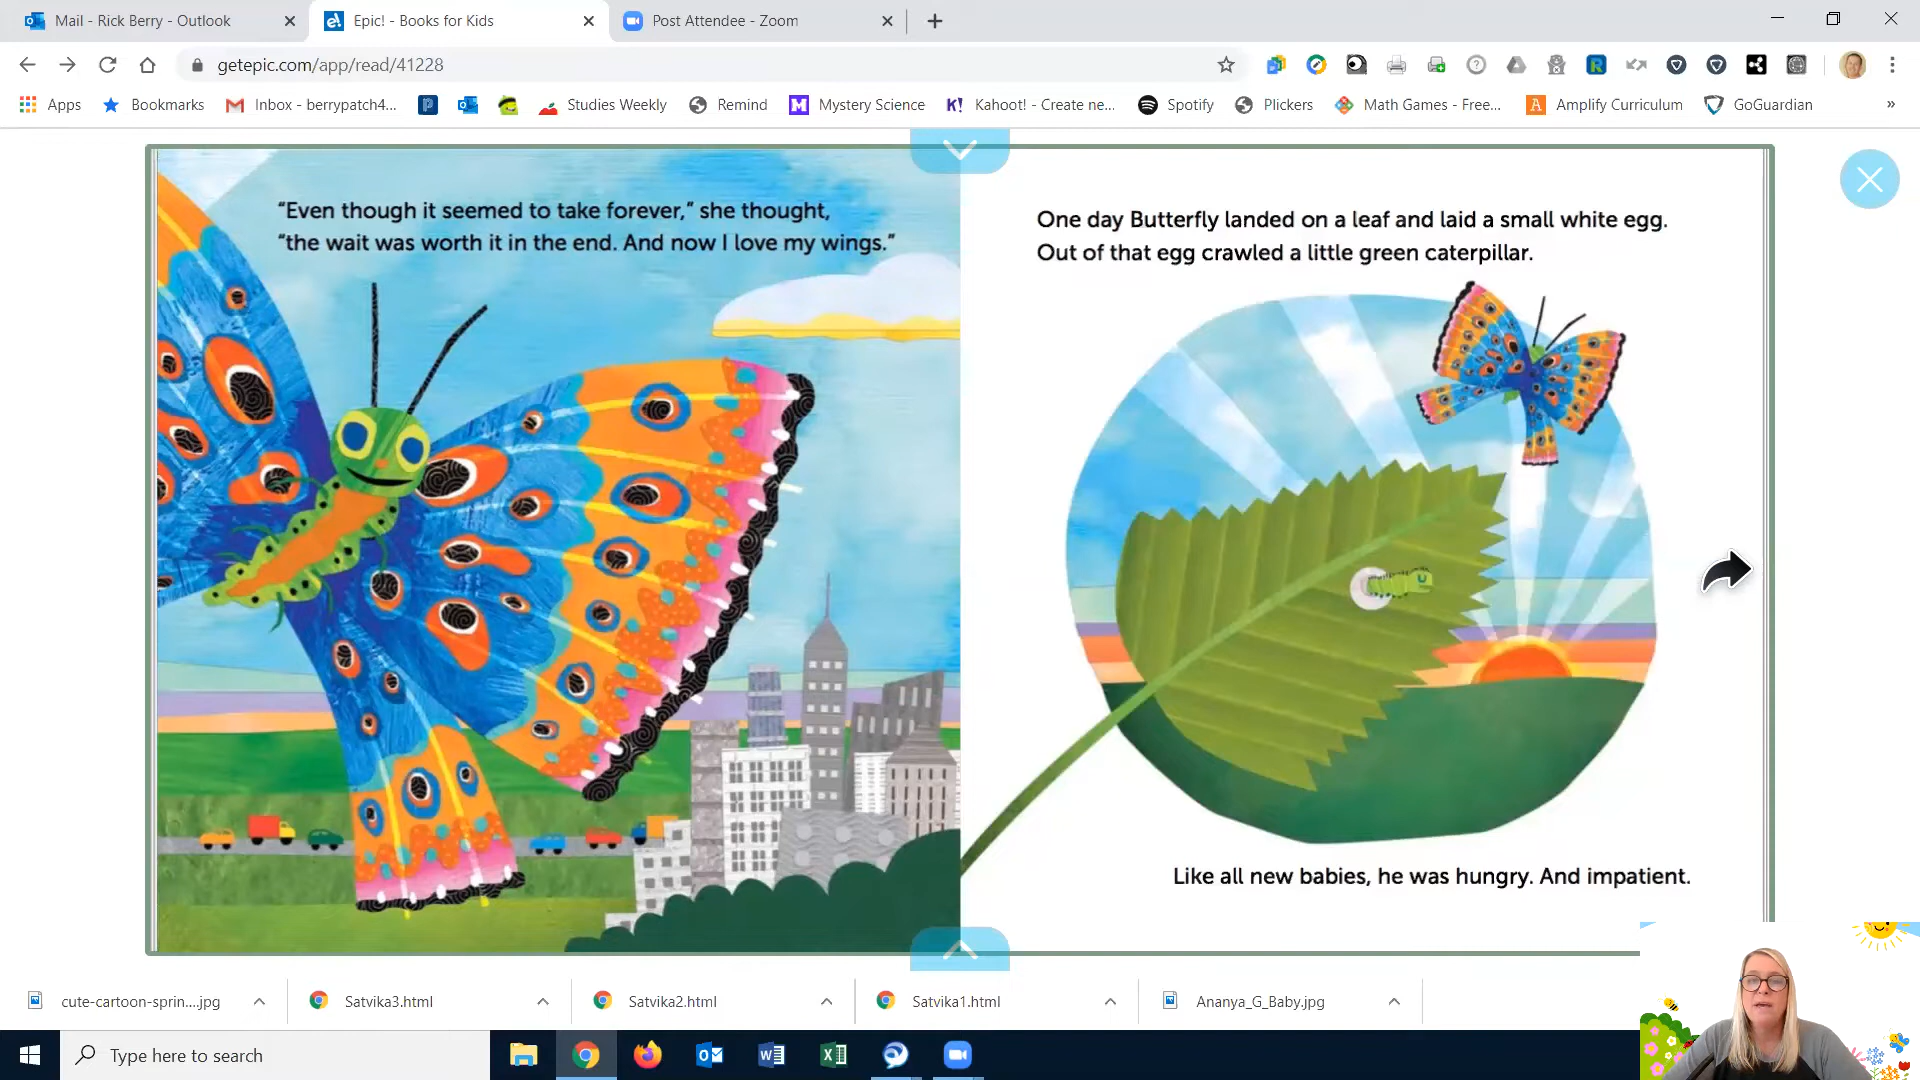 Mail - Rick Berry - Outlook
Epic! - Books for Kids
Post Attendee - Zoom
getepic.com/app/read/41228
Apps
Bookmarks
Inbox - berrypatch4...
Studies Weekly
Remind
Mystery Science
Kahoot! - Create ne...
Spotify
Plickers
Math Games - Free...
Amplify Curriculum
GoGuardian
»
“Even though it seemed to take forever,” she thought,
“the wait was worth it in the end. And now I love my wings.”
One day Butterfly landed on a leaf and laid a small white egg.
Out of that egg crawled a little green caterpillar.
Like all new babies, he was hungry. And impatient.
cute-cartoon-sprin....jpg
Satvika3.html
Satvika2.html
Satvika1.html
Ananya_G_Baby.jpg
Type here to search